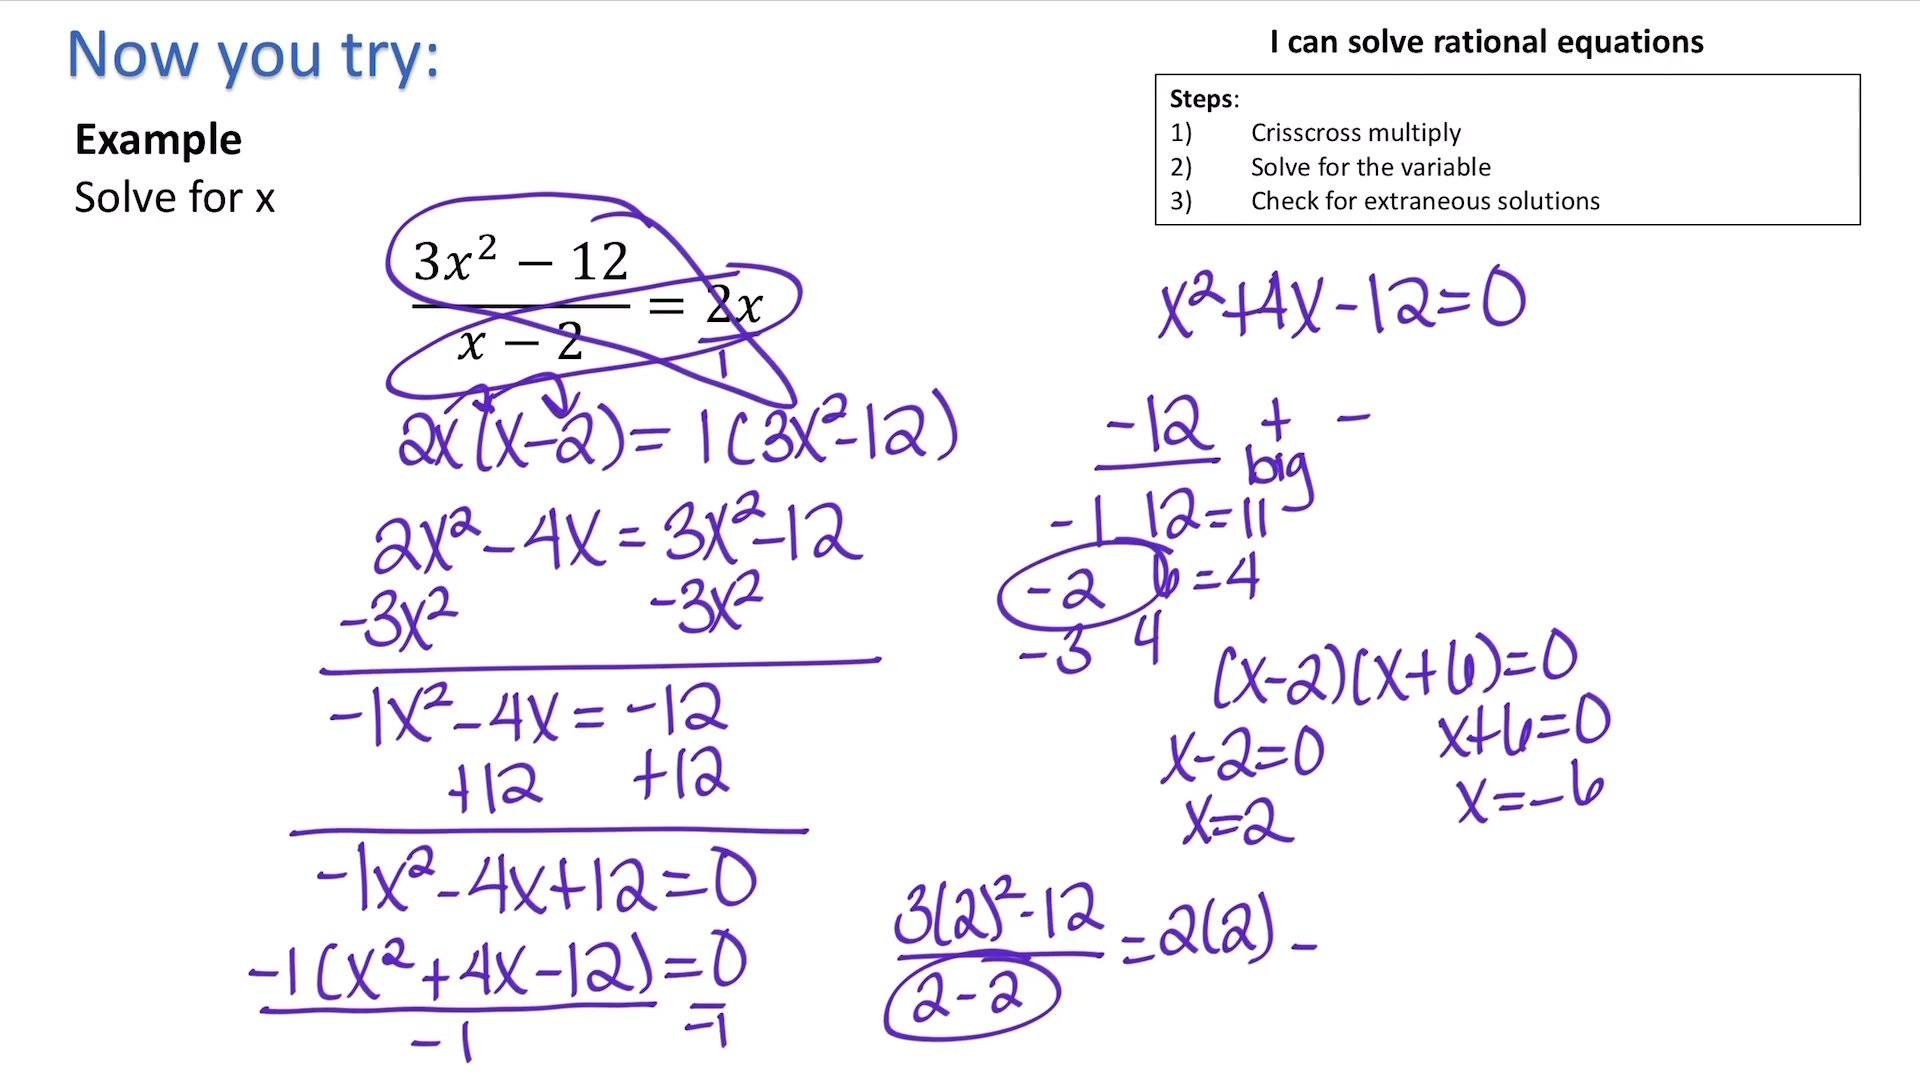 Now you try:
I can solve rational equations
Steps:
1) Crisscross multiply
2) Solve for the variable
3) Check for extraneous solutions
Example
Solve for x
3x² − 12
x − 2
= 2x
1
2x(x-2)=1(3x²-12)
2x²-4x=3x²-12
-3x² -3x²
-1x²-4x=-12
+12 +12
-1x²-4x+12=0
-1(x²+4x-12)=0
-1 -1
x²+4x-12=0
-12 + -
big
-1 12=11
-2 6=4
-3 4
(x-2)(x+6)=0
x-2=0 x+6=0
x=2 x=-6
3(2)²-12
2-2
=2(2) -